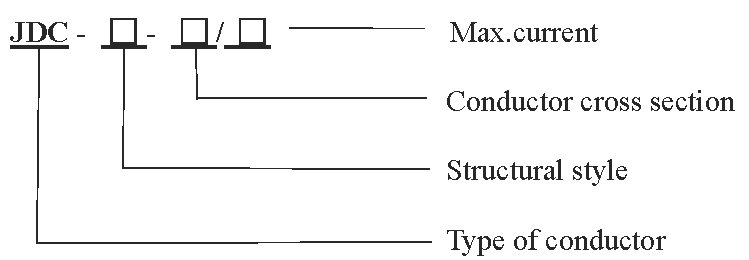 JDC - □ - □ / □ Max.current
Conductor cross section
Structural style
Type of conductor